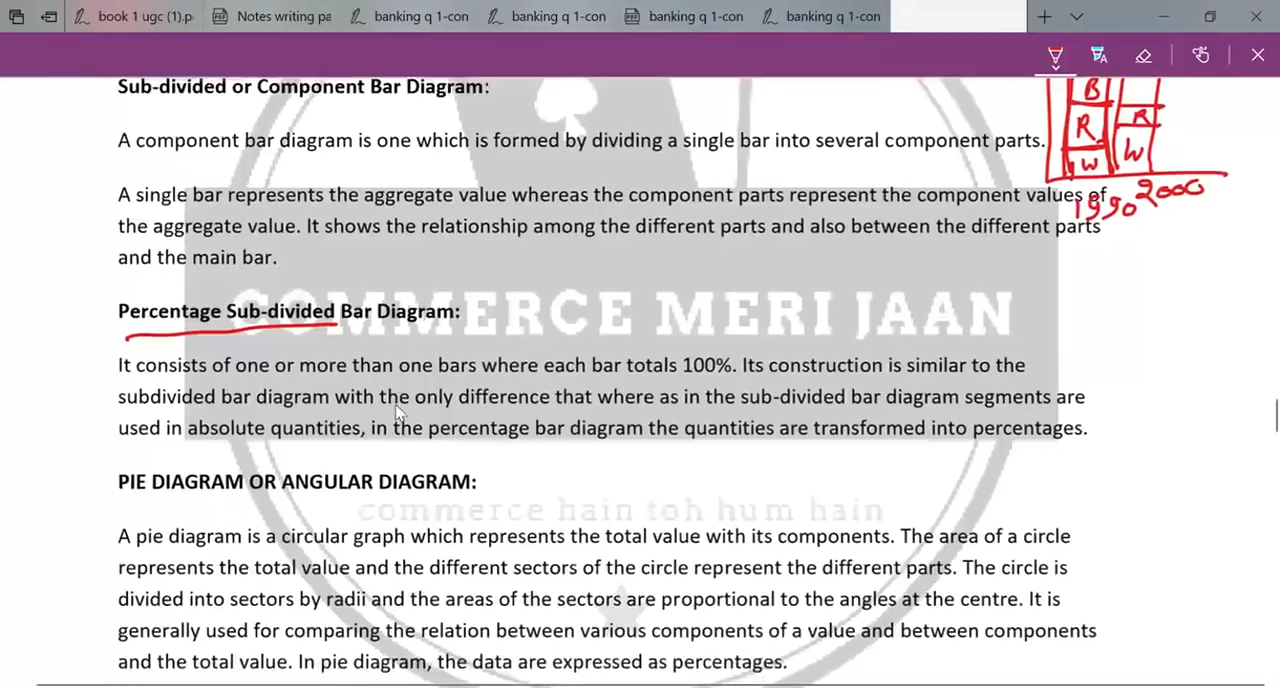 book 1 ugc (1).p
Notes writing pa
banking q 1-con
banking q 1-con
banking q 1-con
banking q 1-con
Sub-divided or Component Bar Diagram:
B
R
R
W
W
A component bar diagram is one which is formed by dividing a single bar into several component parts.
A single bar represents the aggregate value whereas the component parts represent the component values of
1990 2000
the aggregate value. It shows the relationship among the different parts and also between the different parts
and the main bar.
Percentage Sub-divided Bar Diagram:
COMMERCE MERI JAAN
It consists of one or more than one bars where each bar totals 100%. Its construction is similar to the
subdivided bar diagram with the only difference that where as in the sub-divided bar diagram segments are
used in absolute quantities, in the percentage bar diagram the quantities are transformed into percentages.
PIE DIAGRAM OR ANGULAR DIAGRAM:
commerce hain toh hum hain
A pie diagram is a circular graph which represents the total value with its components. The area of a circle
represents the total value and the different sectors of the circle represent the different parts. The circle is
divided into sectors by radii and the areas of the sectors are proportional to the angles at the centre. It is
generally used for comparing the relation between various components of a value and between components
and the total value. In pie diagram, the data are expressed as percentages.